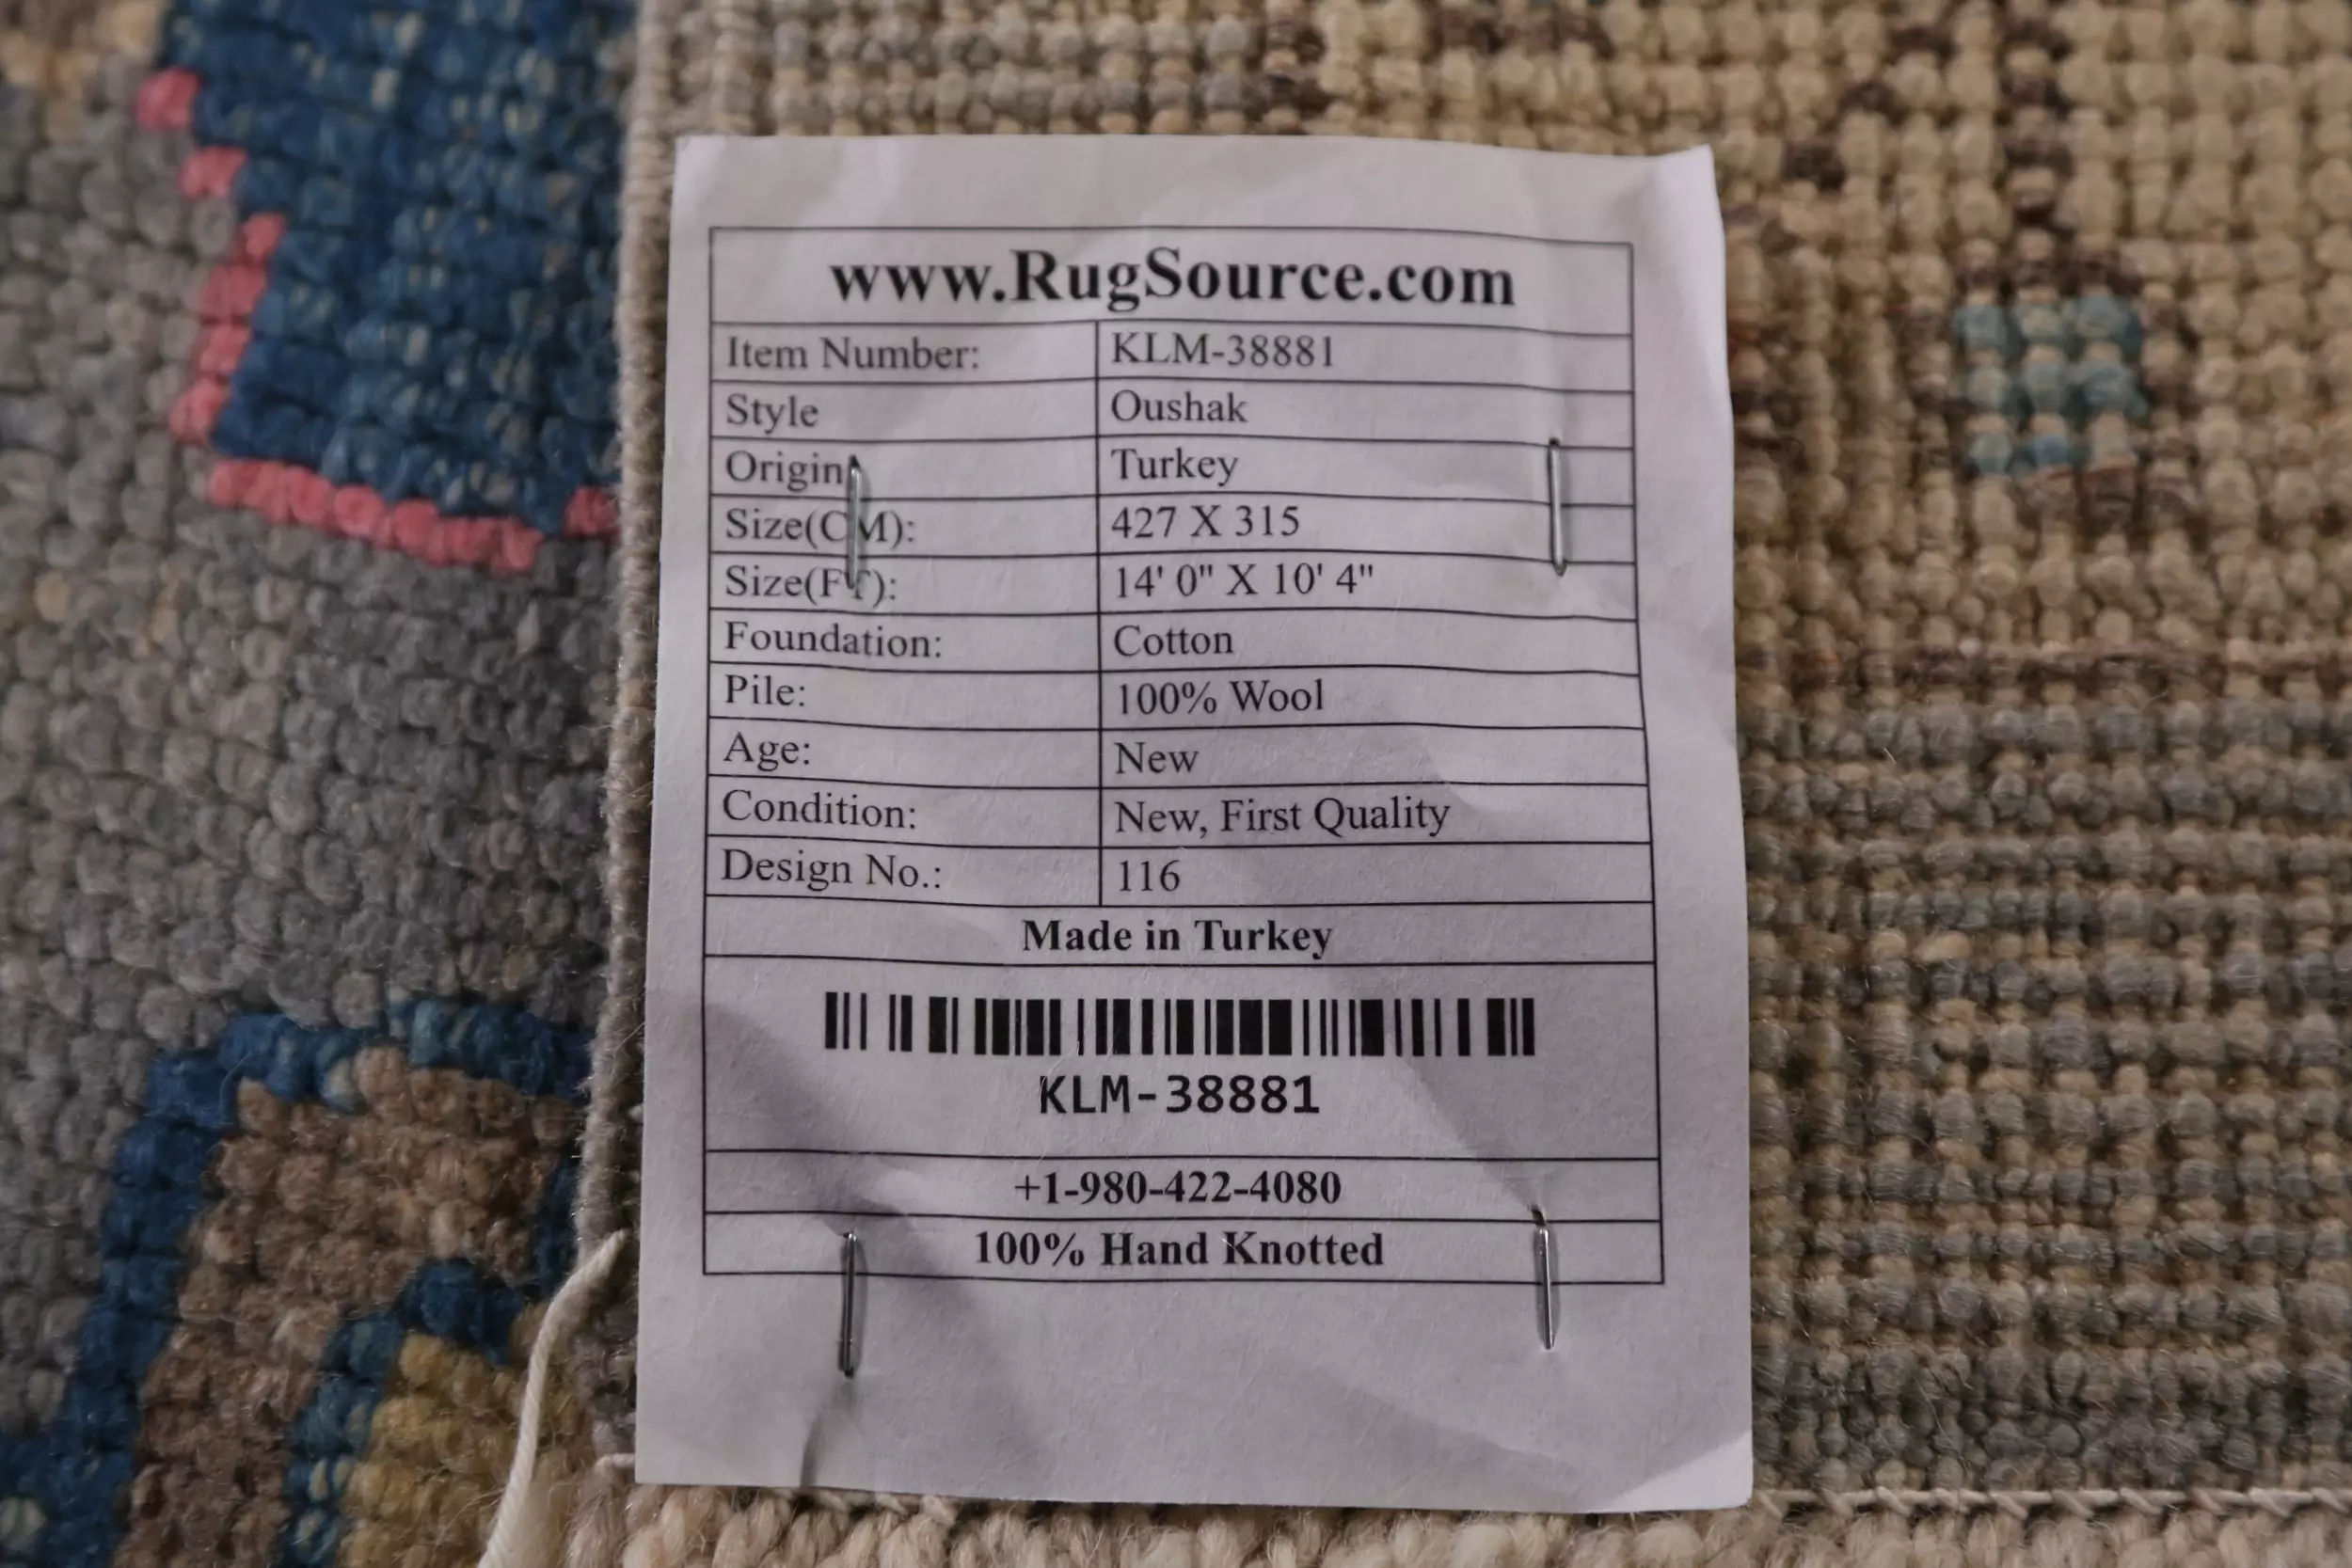 www.RugSource.com
Item Number: KLM-38881
Style Oushak
Origin Turkey
Size(CM): 427 X 315
Size(FT): 14' 0" X 10' 4"
Foundation: Cotton
Pile: 100% Wool
Age: New
Condition: New, First Quality
Design No.: 116
Made in Turkey
KLM-38881
+1-980-422-4080
100% Hand Knotted